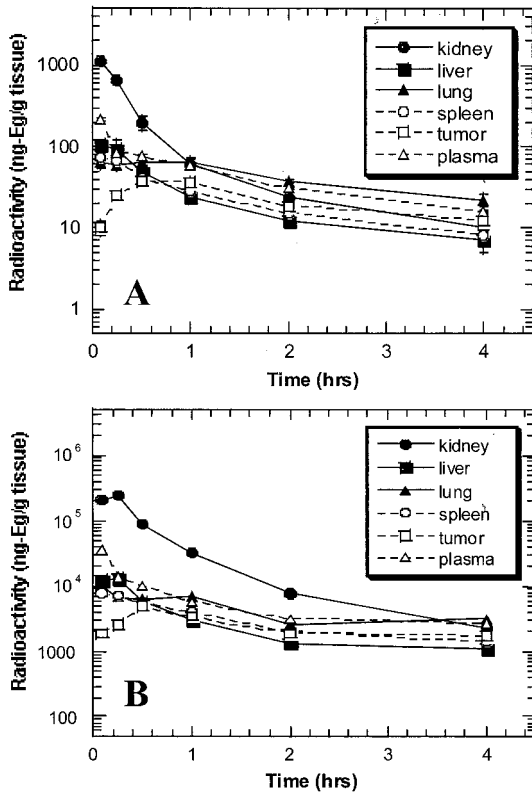 Radioactivity (ng-Eg/g tissue)
1000
100
10
1
kidney
liver
lung
spleen
tumor
plasma
A
0
1
2
3
4
Time (hrs)
Radioactivity (ng-Eg/g tissue)
10^6
10^5
10^4
1000
100
kidney
liver
lung
spleen
tumor
plasma
B
0
1
2
3
4
Time (hrs)